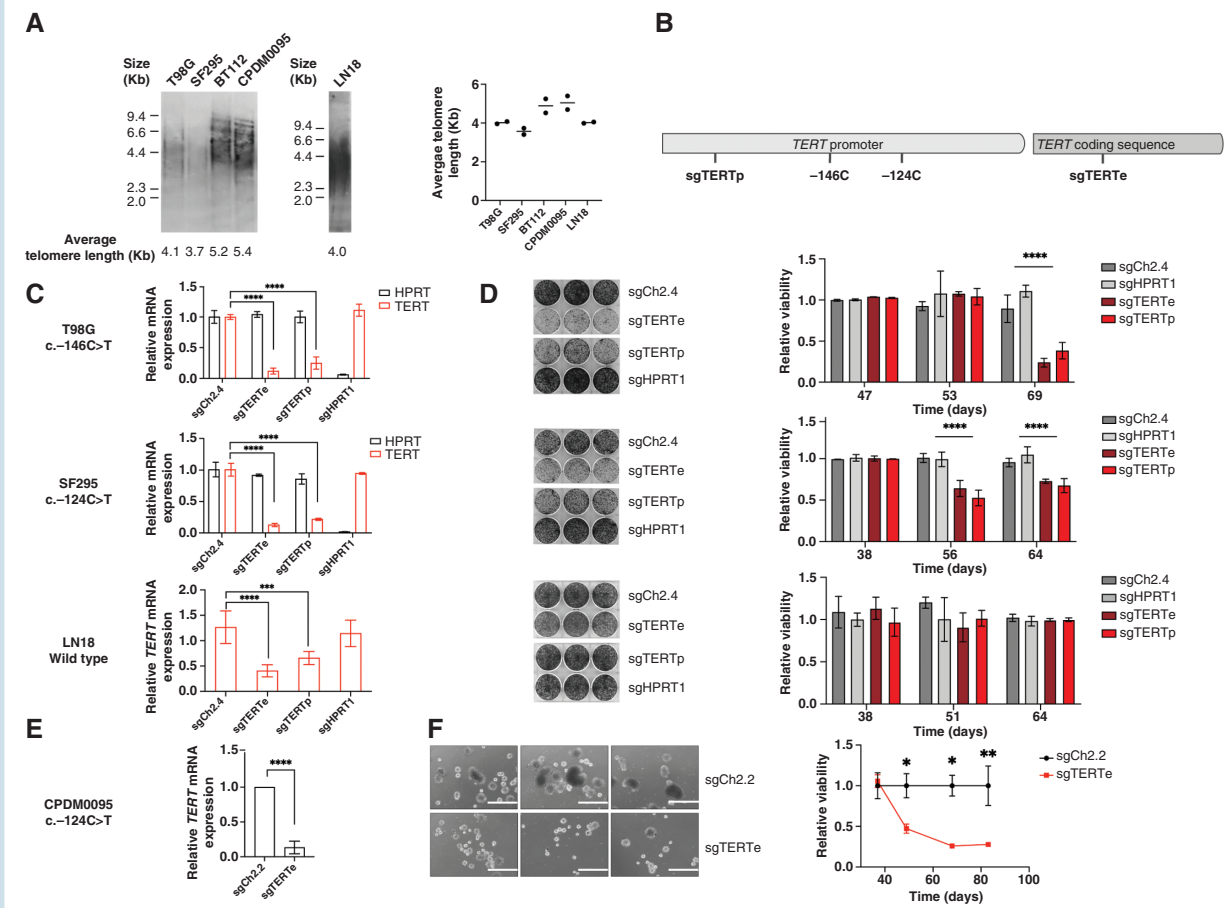 A
Size
(Kb)
T98G
SF295
BT112
CPDM0095
9.4
6.6
4.4
2.3
2.0
Size
(Kb)
LN18
9.4
6.6
4.4
2.3
2.0
Average
telomere length (Kb)
4.1 3.7 5.2 5.4
4.0
Avergae telomere
length (Kb)
6
4
2
0
T98G
SF295
BT112
CPDM0095
LN18
B
TERT promoter
TERT coding sequence
sgTERTp
–146C
–124C
sgTERTe
C
T98G
c.–146C>T
Relative mRNA
expression
1.5
1.0
0.5
0.0
****
****
HPRT
TERT
sgCh2.4
sgTERTe
sgTERTp
sgHPRT1
SF295
c.–124C>T
Relative mRNA
expression
1.5
1.0
0.5
0.0
****
****
HPRT
TERT
sgCh2.4
sgTERTe
sgTERTp
sgHPRT1
LN18
Wild type
Relative TERT mRNA
expression
2.0
1.5
1.0
0.5
0.0
***
****
sgCh2.4
sgTERTe
sgTERTp
sgHPRT1
D
sgCh2.4
sgTERTe
sgTERTp
sgHPRT1
Relative viability
1.5
1.0
0.5
0.0
****
47 53 69
Time (days)
sgCh2.4
sgHPRT1
sgTERTe
sgTERTp
sgCh2.4
sgTERTe
sgTERTp
sgHPRT1
Relative viability
1.5
1.0
0.5
0.0
****
****
38 56 64
Time (days)
sgCh2.4
sgHPRT1
sgTERTe
sgTERTp
sgCh2.4
sgTERTe
sgTERTp
sgHPRT1
Relative viability
1.5
1.0
0.5
0.0
38 51 64
Time (days)
sgCh2.4
sgHPRT1
sgTERTe
sgTERTp
E
CPDM0095
c.–124C>T
Relative TERT mRNA
expression
1.5
1.0
0.5
0.0
****
sgCh2.2
sgTERTe
F
sgCh2.2
sgTERTe
Relative viability
1.5
1.0
0.5
0.0
* * **
40 60 80 100
Time (days)
sgCh2.2
sgTERTe